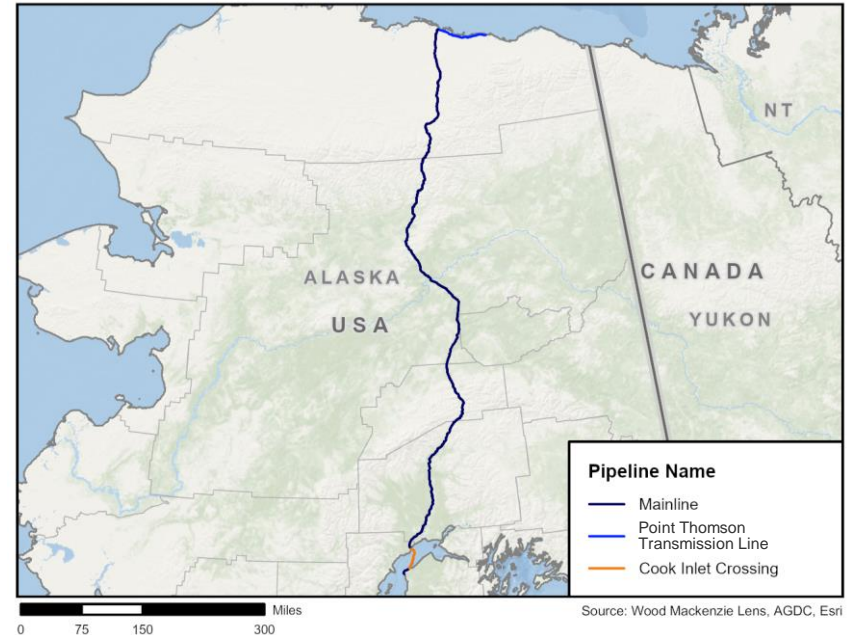 NT
CANADA
ALASKA
YUKON
USA
Pipeline Name
Mainline
Point Thomson
Transmission Line
Cook Inlet Crossing
Miles
0 75 150 300
Source: Wood Mackenzie Lens, AGDC, Esri